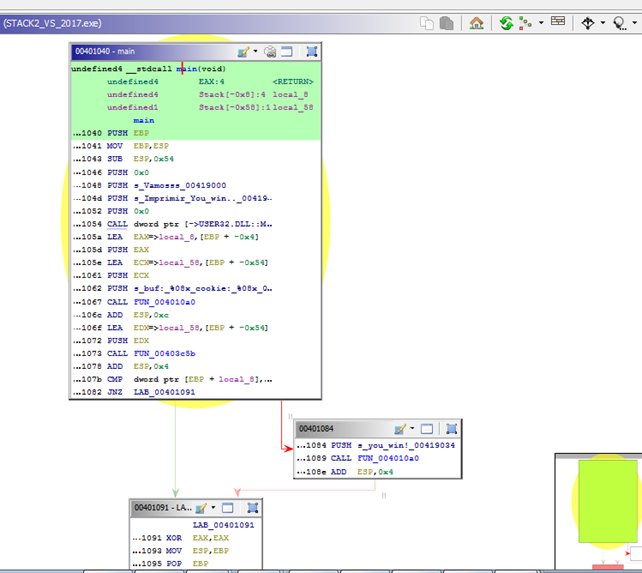 (STACK2_VS_2017.exe)
00401040 - main
undefined4 __stdcall main(void)
undefined4 EAX:4 <RETURN>
undefined4 Stack[-0x8]:4 local_8
undefined1 Stack[-0x58]:1 local_58
main
...1040 PUSH EBP
...1041 MOV EBP,ESP
...1043 SUB ESP,0x54
...1046 PUSH 0x0
...1048 PUSH s_Vamosss_00419000
...104d PUSH s_Imprimir_You_win.._00419...
...1052 PUSH 0x0
...1054 CALL dword ptr [->USER32.DLL::M...
...105a LEA EAX=>local_8,[EBP + -0x4]
...105d PUSH EAX
...105e LEA ECX=>local_58,[EBP + -0x54]
...1061 PUSH ECX
...1062 PUSH s_buf:_%08x_cookie:_%08x_0...
...1067 CALL FUN_004010a0
...106c ADD ESP,0xc
...106f LEA EDX=>local_58,[EBP + -0x54]
...1072 PUSH EDX
...1073 CALL FUN_00403c5b
...1078 ADD ESP,0x4
...107b CMP dword ptr [EBP + local_8],...
...1082 JNZ LAB_00401091
00401084
...1084 PUSH s_you_win!_00419034
...1089 CALL FUN_004010a0
...108e ADD ESP,0x4
00401091 - LA...
LAB_00401091
...1091 XOR EAX,EAX
...1093 MOV ESP,EBP
...1095 POP EBP